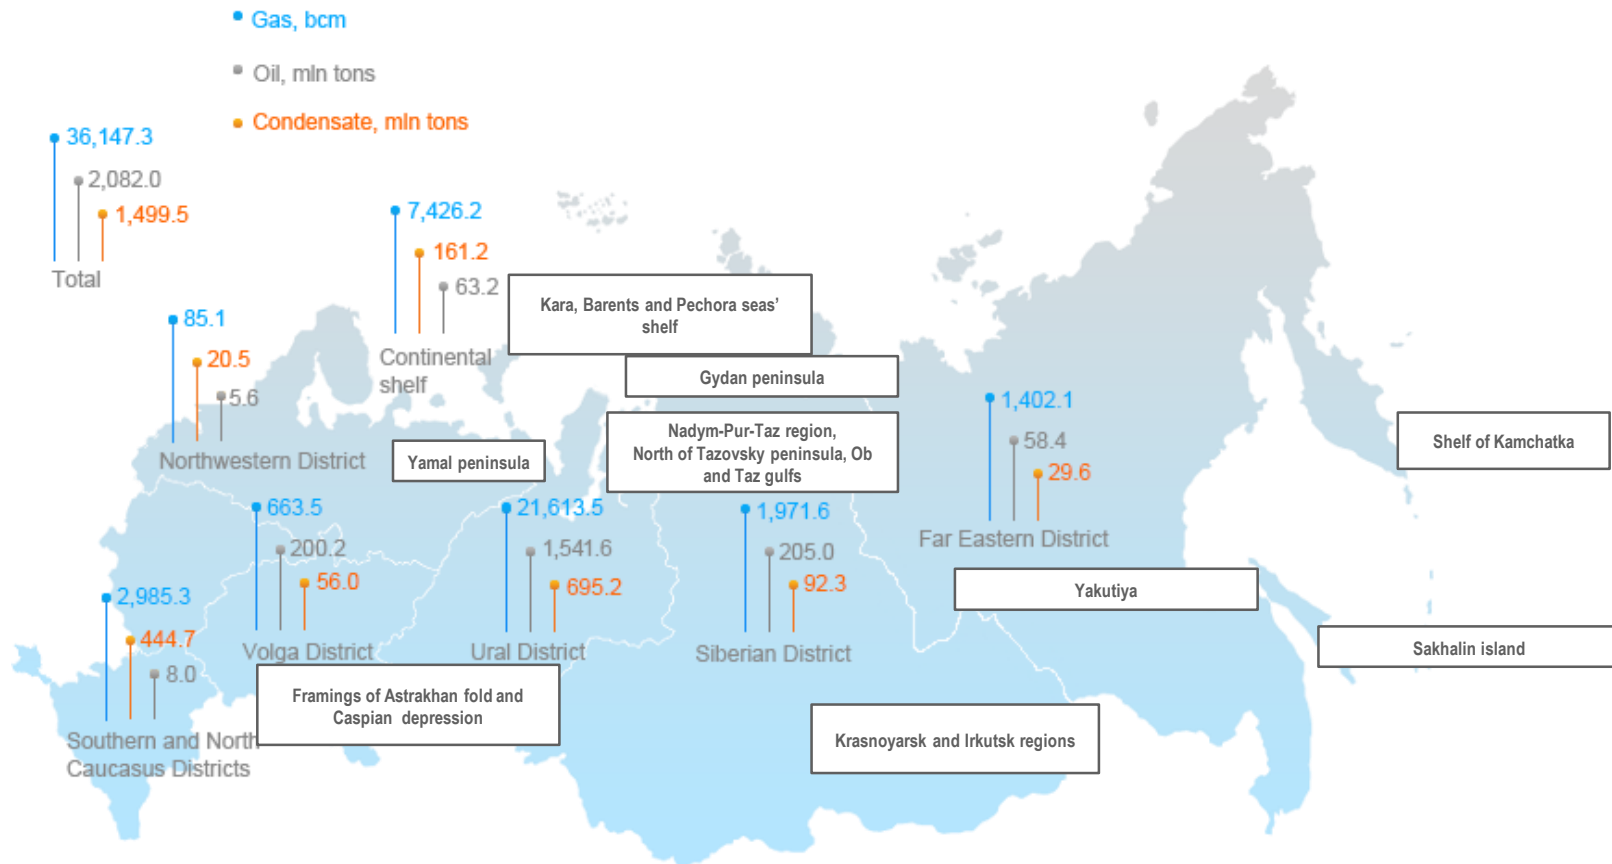 Gas, bcm
Oil, mln tons
Condensate, mln tons
36,147.3
2,082.0
1,499.5
Total
7,426.2
161.2
63.2
Continental
shelf
Kara, Barents and Pechora seas'
shelf
Gydan peninsula
85.1
20.5
5.6
Northwestern District
Yamal peninsula
Nadym-Pur-Taz region,
North of Tazovsky peninsula, Ob
and Taz gulfs
1,402.1
58.4
29.6
Far Eastern District
Shelf of Kamchatka
663.5
200.2
56.0
Volga District
21,613.5
1,541.6
695.2
Ural District
1,971.6
205.0
92.3
Siberian District
Yakutiya
Sakhalin island
2,985.3
444.7
8.0
Southern and North
Caucasus Districts
Framings of Astrakhan fold and
Caspian depression
Krasnoyarsk and Irkutsk regions